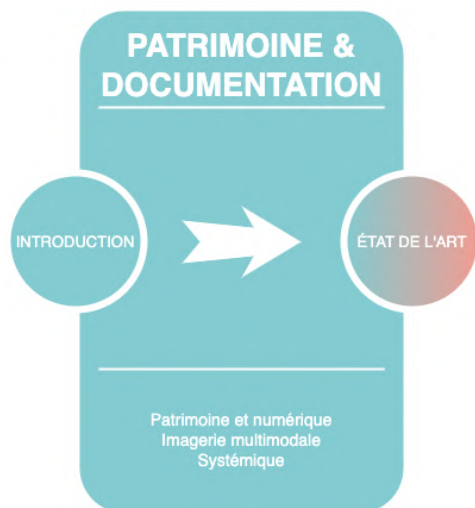 PATRIMOINE &
DOCUMENTATION
INTRODUCTION
ÉTAT DE L'ART
Patrimoine et numérique
Imagerie multimodale
Systémique